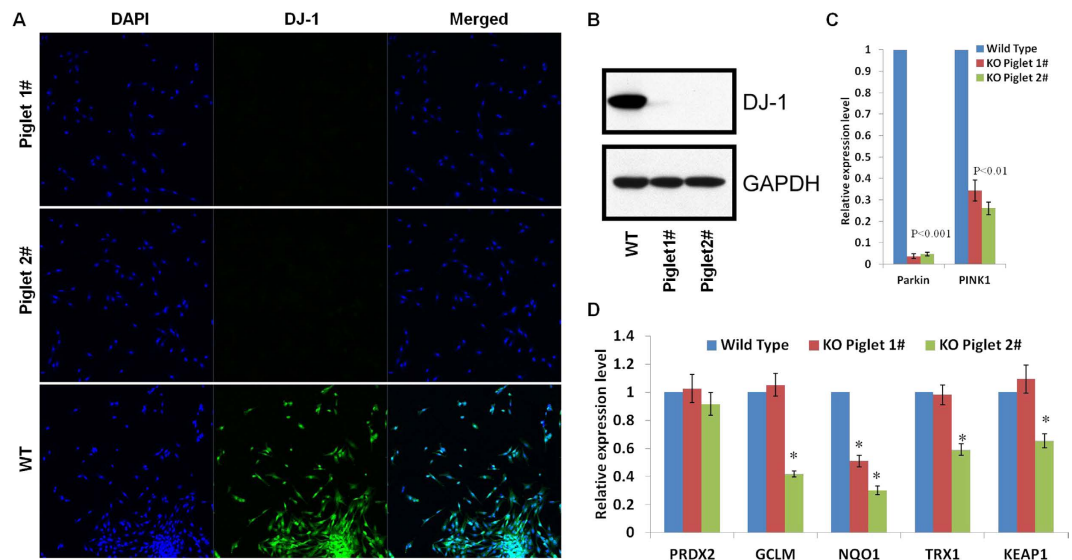 A
DAPI
DJ-1
Merged
Piglet 1#
Piglet 2#
WT
B
DJ-1
GAPDH
WT
Piglet1#
Piglet2#
C
Wild Type
KO Piglet 1#
KO Piglet 2#
Relative expression level
1
0.9
0.8
0.7
0.6
0.5
0.4
0.3
0.2
0.1
0
P<0.001
P<0.01
Parkin
PINK1
D
Wild Type
KO Piglet 1#
KO Piglet 2#
Relative expression level
1.4
1.2
1
0.8
0.6
0.4
0.2
0
*
*
*
*
*
PRDX2
GCLM
NQO1
TRX1
KEAP1